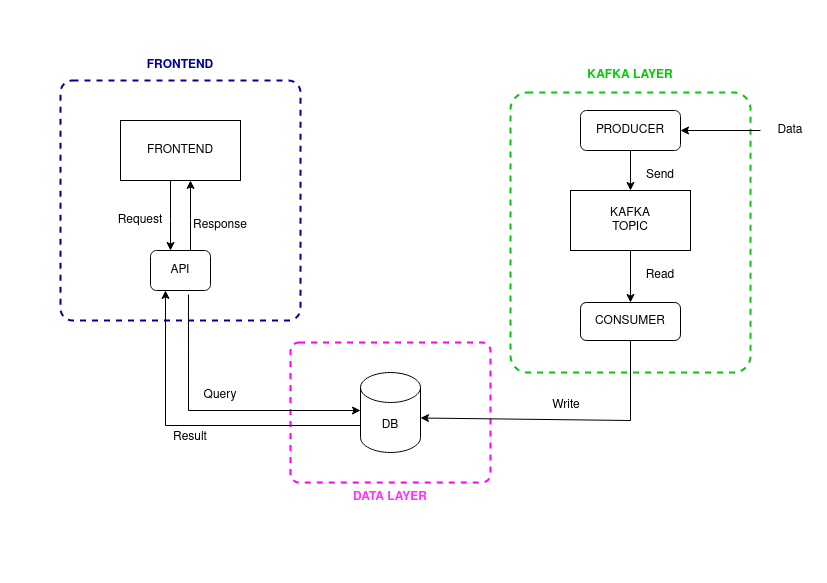 FRONTEND
FRONTEND
Request
Response
API
KAFKA LAYER
PRODUCER
Data
Send
KAFKA
TOPIC
Read
CONSUMER
Query
Result
DB
Write
DATA LAYER